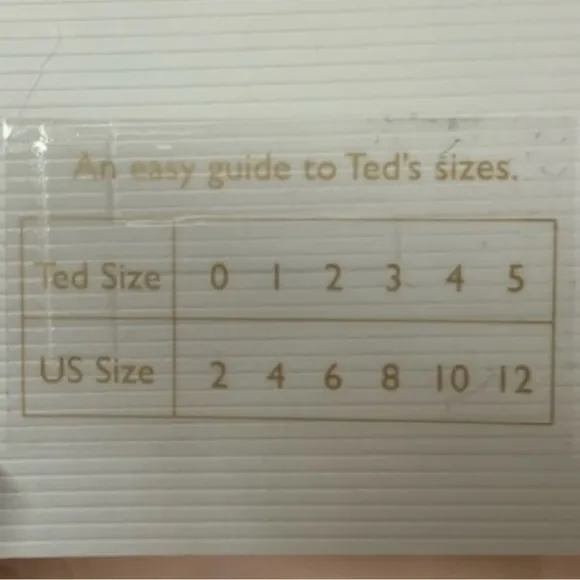 An easy guide to Ted's sizes.
Ted Size 0 1 2 3 4 5
US Size 2 4 6 8 10 12